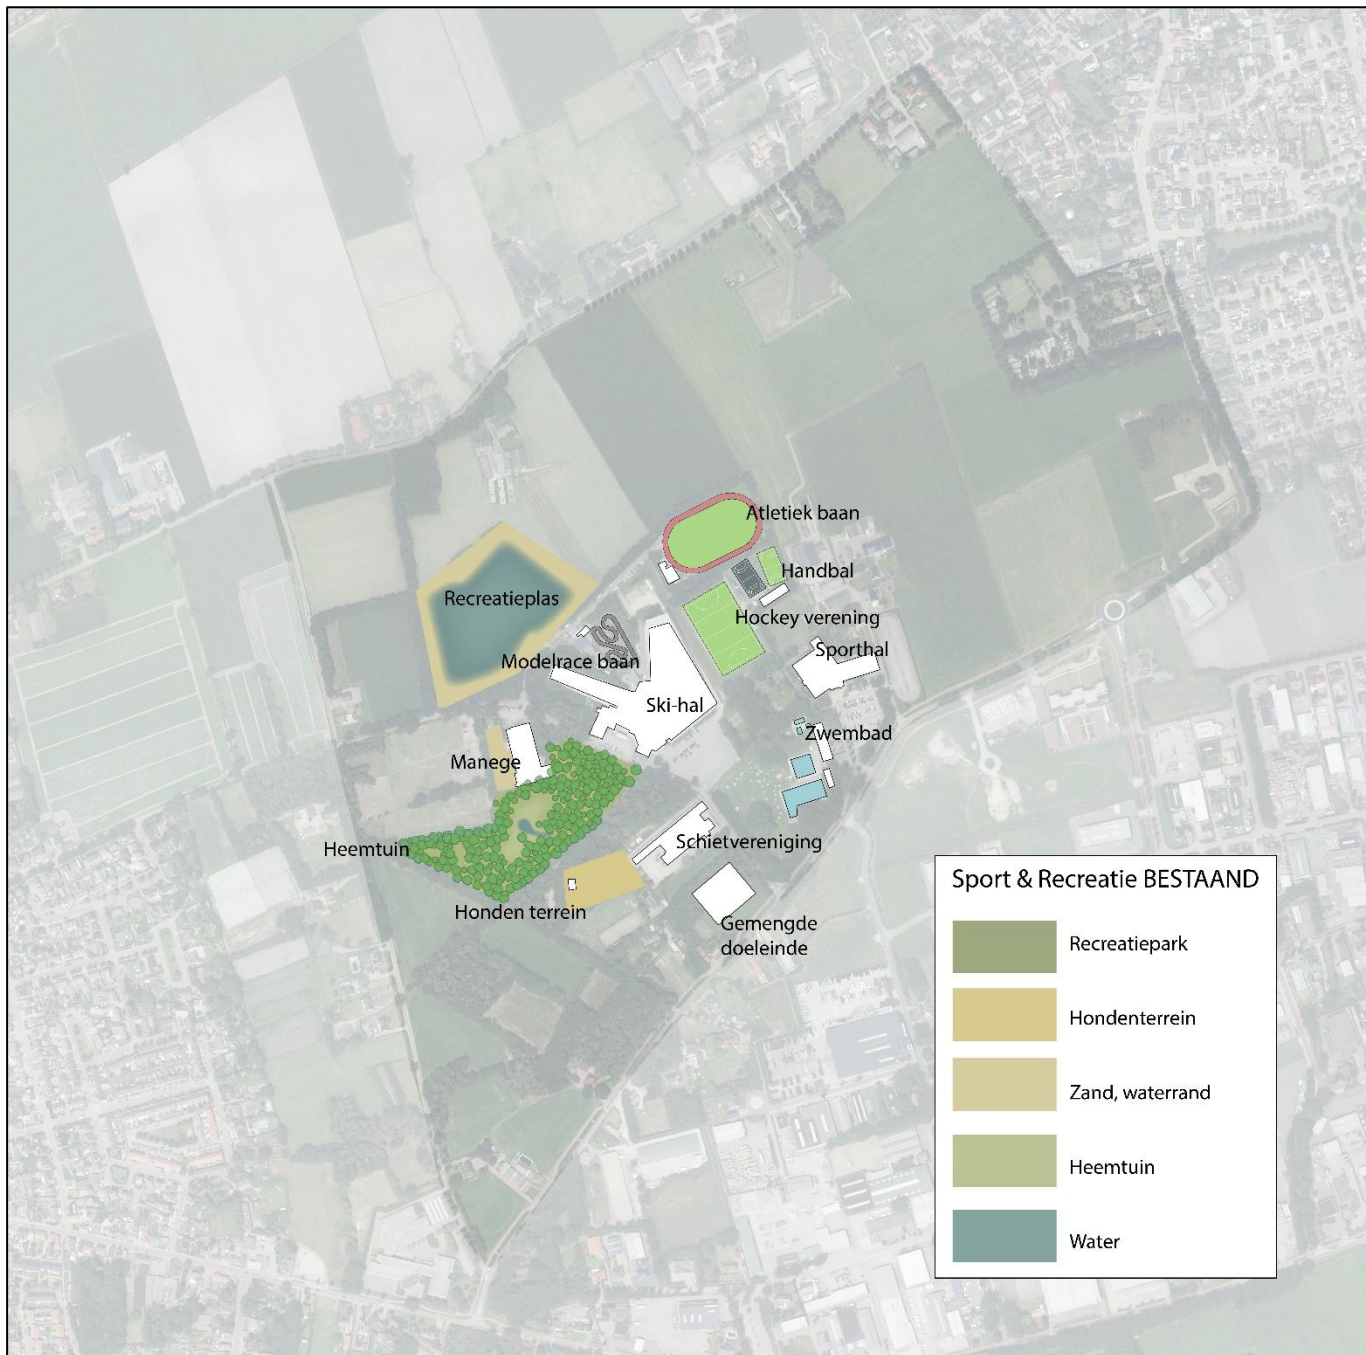 Atletiek baan
Handbal
Recreatieplas
Hockey verening
Sporthal
Modelrace baan
Ski-hal
Zwembad
Manege
Schietvereniging
Heemtuin
Honden terrein
Gemengde
doeleinde
Sport & Recreatie BESTAAND
Recreatiepark
Hondenterrein
Zand, waterrand
Heemtuin
Water